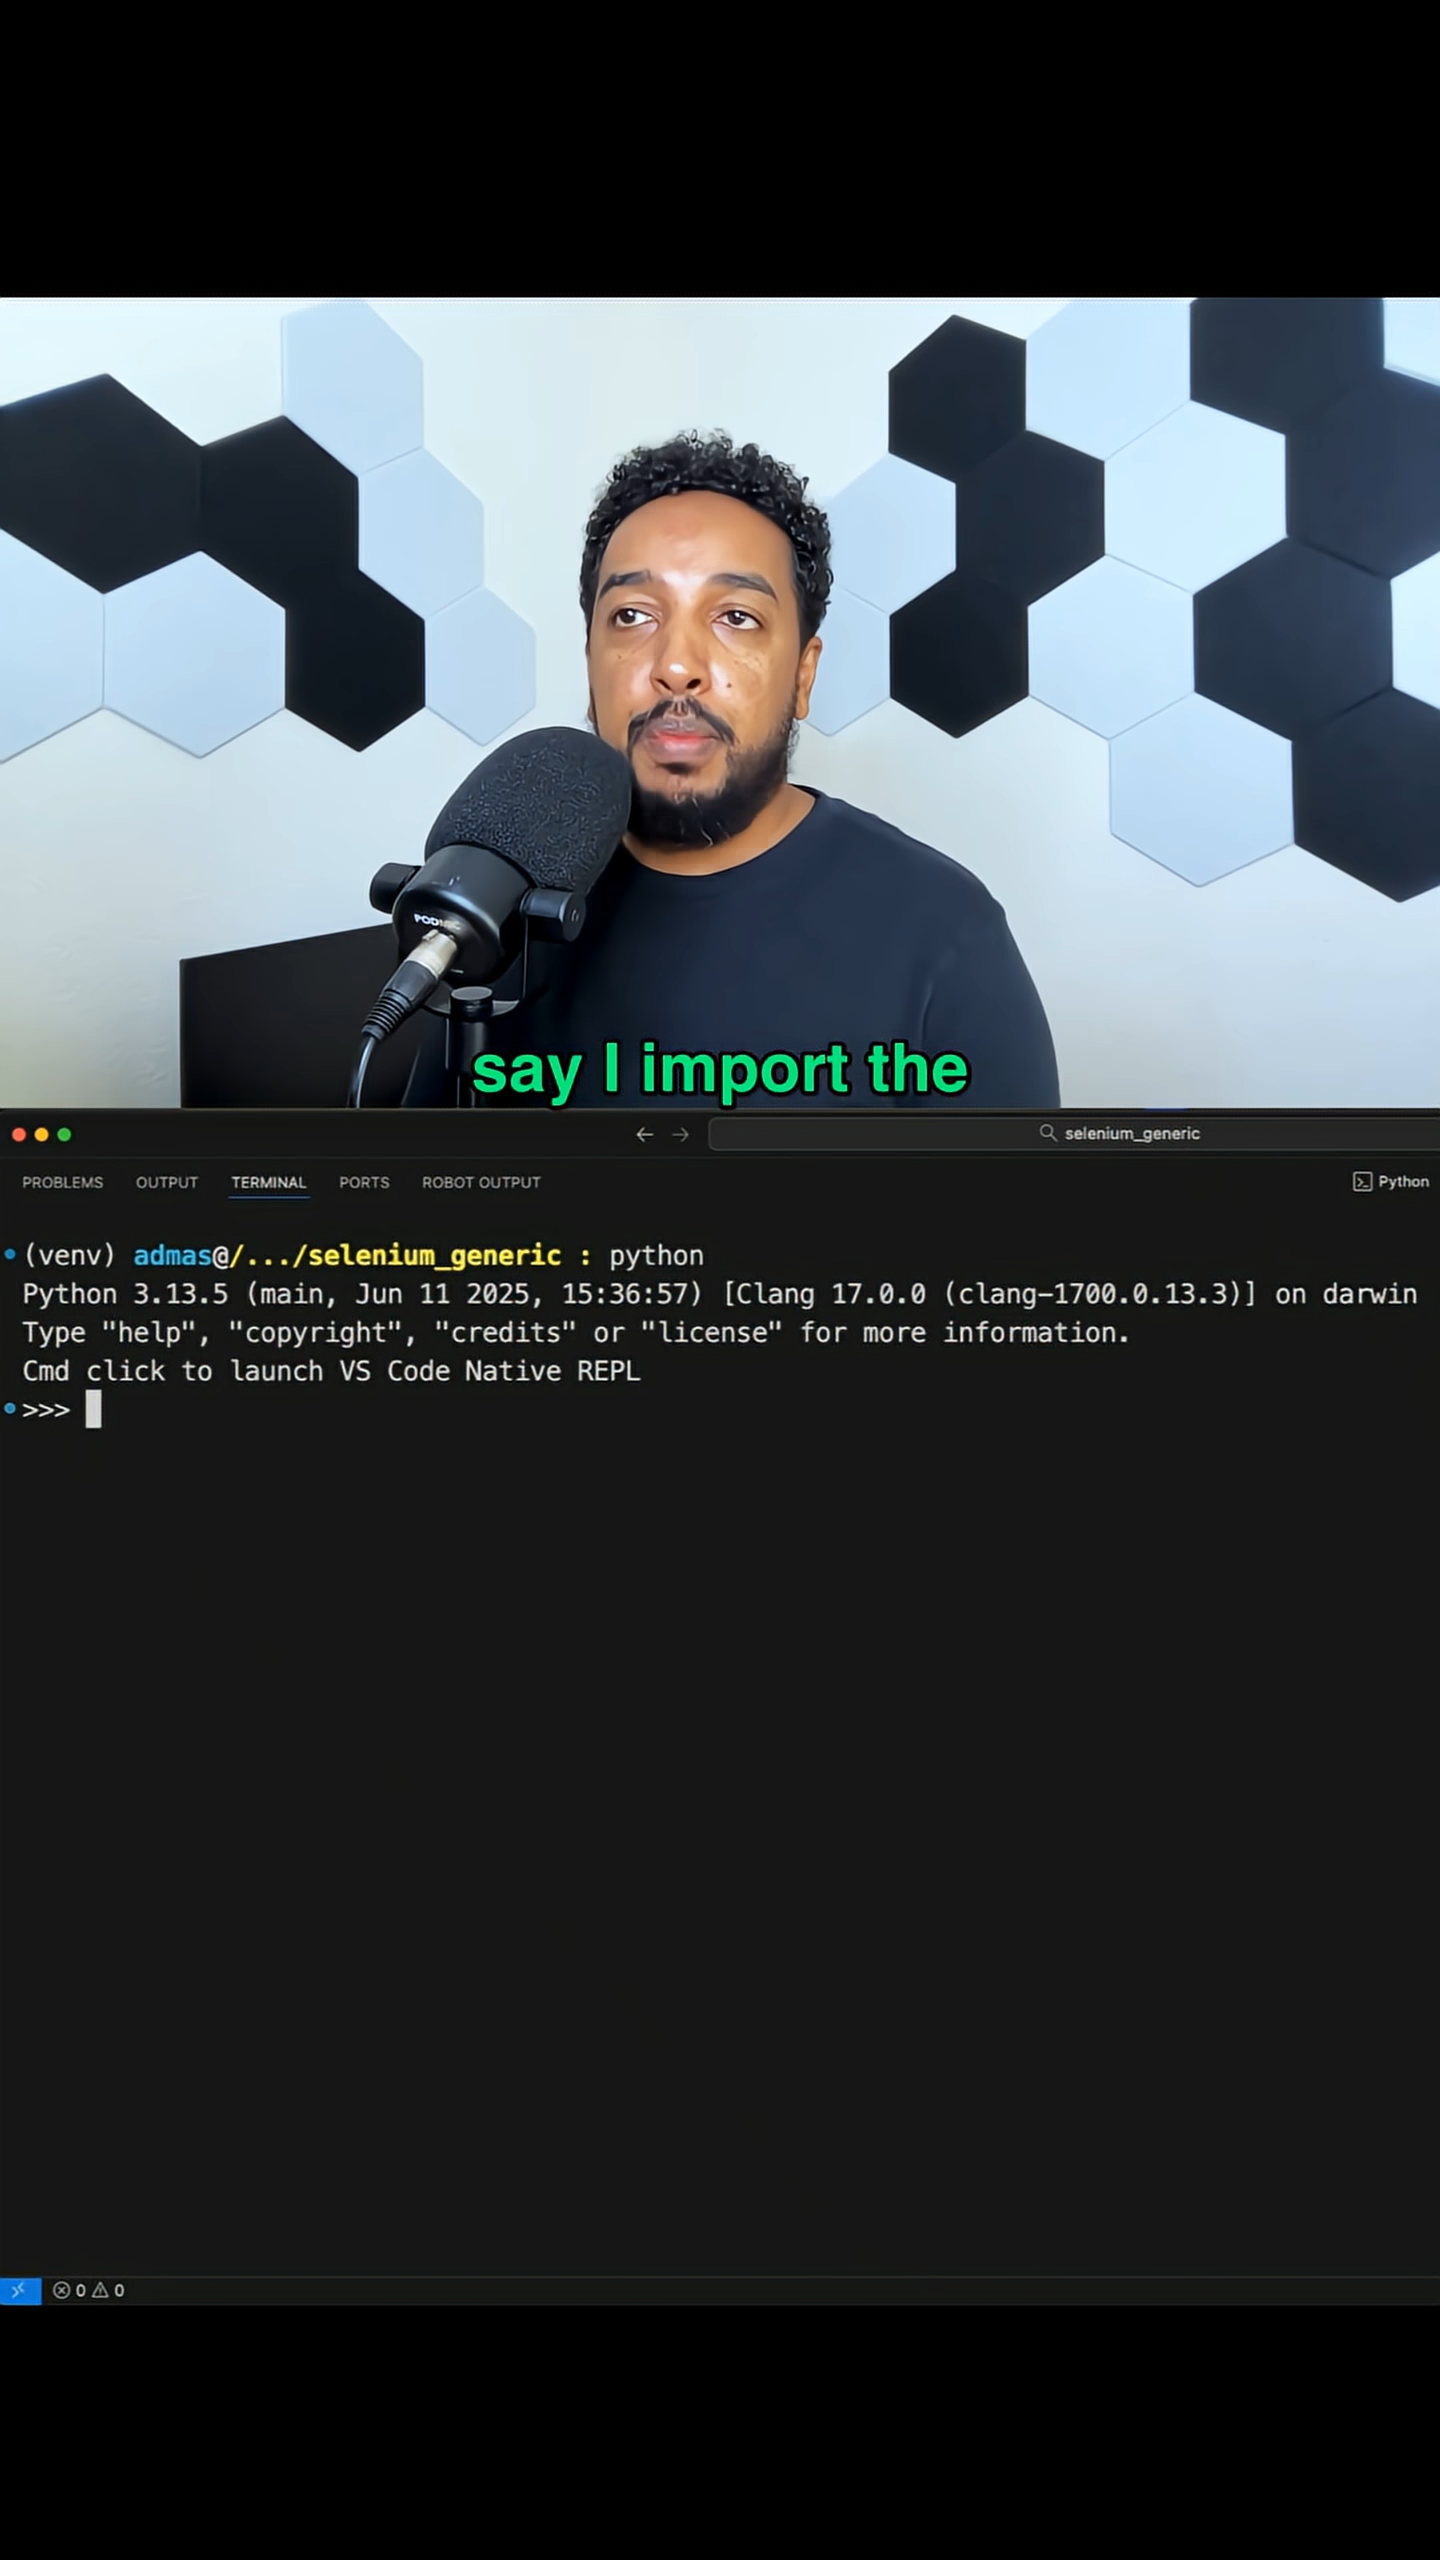 POD
say I import the
selenium_generic
PROBLEMS OUTPUT TERMINAL PORTS ROBOT OUTPUT Python
(venv) admas@/.../selenium_generic : python
Python 3.13.5 (main, Jun 11 2025, 15:36:57) [Clang 17.0.0 (clang-1700.0.13.3)] on darwin
Type "help", "copyright", "credits" or "license" for more information.
Cmd click to launch VS Code Native REPL
>>>
0 0